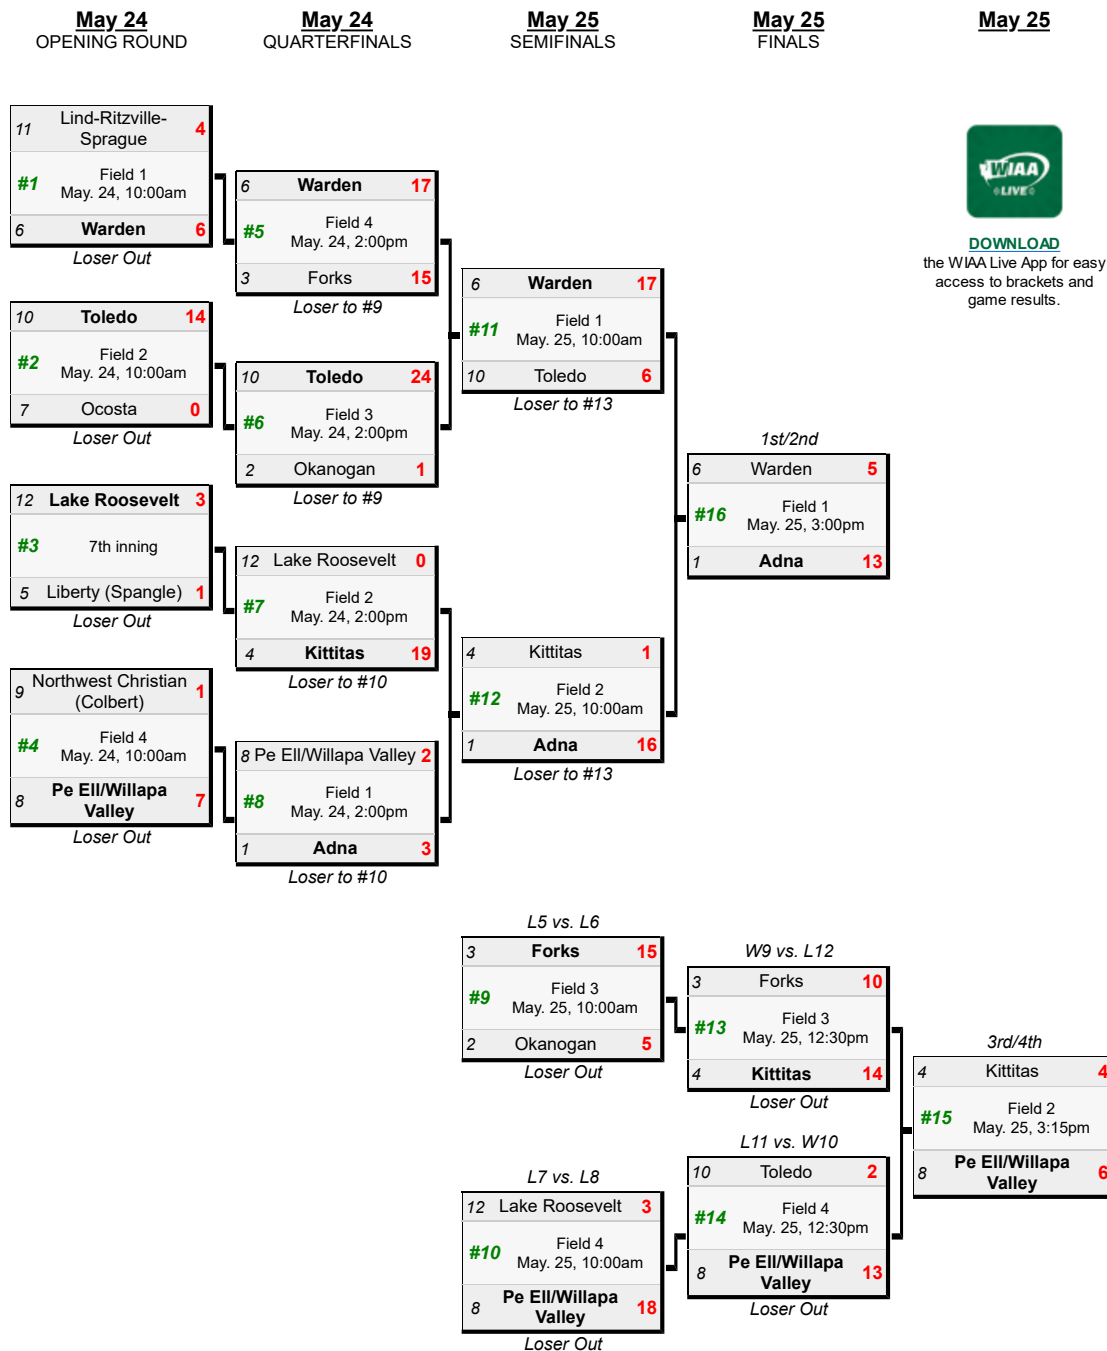 May 24
OPENING ROUND
May 24
QUARTERFINALS
May 25
SEMIFINALS
May 25
FINALS
May 25
11 Lind-Ritzville-
Sprague 4
#1 Field 1
May. 24, 10:00am
6 Warden 6
Loser Out
10 Toledo 14
#2 Field 2
May. 24, 10:00am
7 Ocosta 0
Loser Out
12 Lake Roosevelt 3
#3 7th inning
5 Liberty (Spangle) 1
Loser Out
9 Northwest Christian
(Colbert) 1
#4 Field 4
May. 24, 10:00am
8 Pe Ell/Willapa
Valley 7
Loser Out
6 Warden 17
#5 Field 4
May. 24, 2:00pm
3 Forks 15
Loser to #9
10 Toledo 24
#6 Field 3
May. 24, 2:00pm
2 Okanogan 1
Loser to #9
12 Lake Roosevelt 0
#7 Field 2
May. 24, 2:00pm
4 Kittitas 19
Loser to #10
8 Pe Ell/Willapa Valley 2
#8 Field 1
May. 24, 2:00pm
1 Adna 3
Loser to #10
6 Warden 17
#11 Field 1
May. 25, 10:00am
10 Toledo 6
Loser to #13
4 Kittitas 1
#12 Field 2
May. 25, 10:00am
1 Adna 16
Loser to #13
1st/2nd
6 Warden 5
#16 Field 1
May. 25, 3:00pm
1 Adna 13
WIAA
LIVE
DOWNLOAD
the WIAA Live App for easy
access to brackets and
game results.
L5 vs. L6
3 Forks 15
#9 Field 3
May. 25, 10:00am
2 Okanogan 5
Loser Out
L7 vs. L8
12 Lake Roosevelt 3
#10 Field 4
May. 25, 10:00am
8 Pe Ell/Willapa
Valley 18
Loser Out
W9 vs. L12
3 Forks 10
#13 Field 3
May. 25, 12:30pm
4 Kittitas 14
Loser Out
L11 vs. W10
10 Toledo 2
#14 Field 4
May. 25, 12:30pm
8 Pe Ell/Willapa
Valley 13
Loser Out
3rd/4th
4 Kittitas 4
#15 Field 2
May. 25, 3:15pm
8 Pe Ell/Willapa
Valley 6